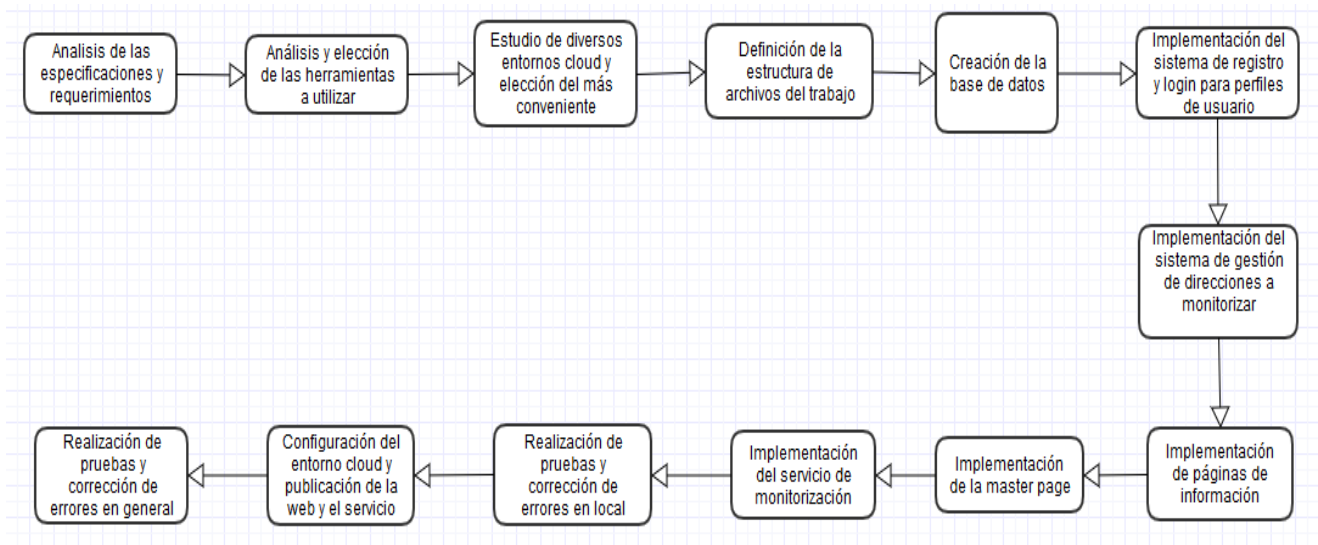 Analisis de las
especificaciones y
requerimientos
Análisis y elección
de las herramientas
a utilizar
Estudio de diversos
entornos cloud y
elección del más
conveniente
Definición de la
estructura de
archivos del trabajo
Creación de la
base de datos
Implementación del
sistema de registro
y login para perfiles
de usuario
Implementación del
sistema de gestión
de direcciones a
monitorizar
Implementación
de páginas de
información
Implementación
de la master page
Implementación
del servicio de
monitorización
Realización de
pruebas y
corrección de
errores en local
Configuración del
entorno cloud y
publicación de la
web y el servicio
Realización de
pruebas y
corrección de
errores en general